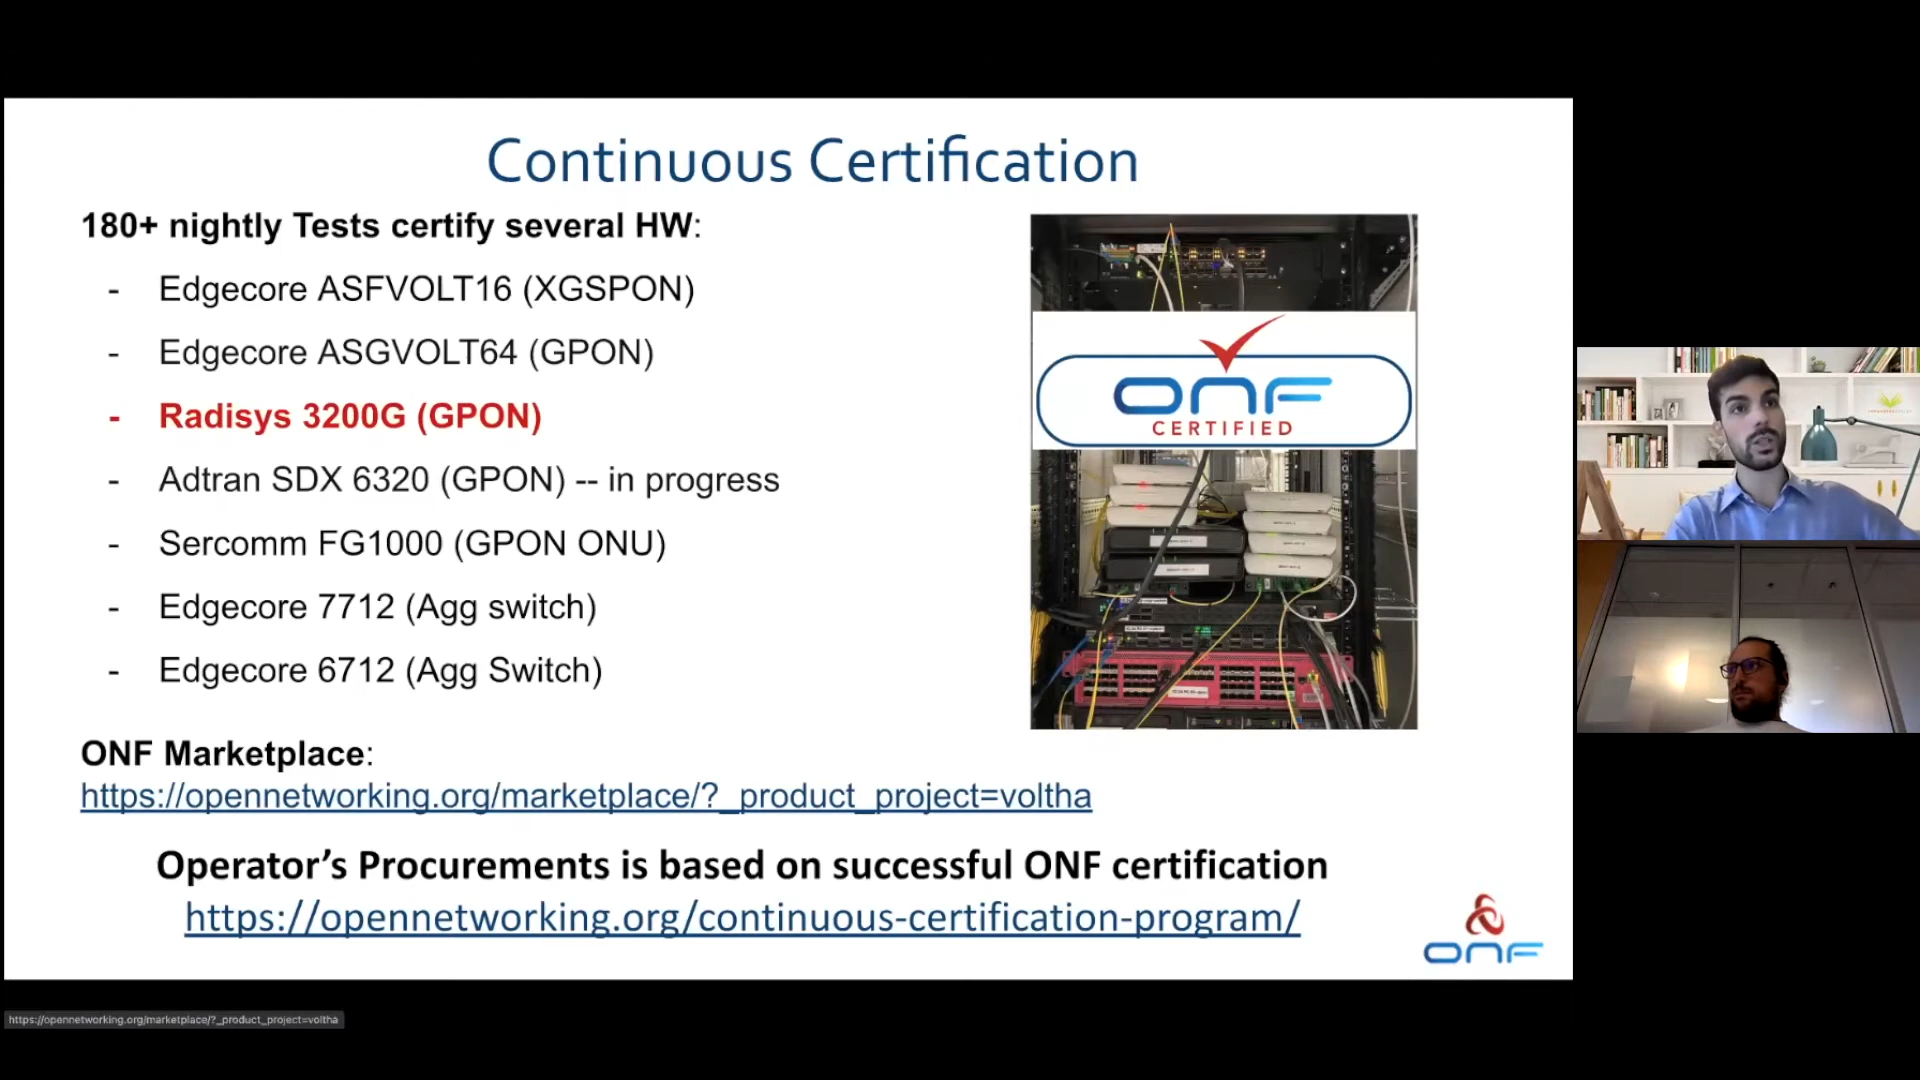 Continuous Certification
180+ nightly Tests certify several HW:
- Edgecore ASFVOLT16 (XGSPON)
- Edgecore ASGVOLT64 (GPON)
- Radisys 3200G (GPON)
- Adtran SDX 6320 (GPON) -- in progress
- Sercomm FG1000 (GPON ONU)
- Edgecore 7712 (Agg switch)
- Edgecore 6712 (Agg Switch)
ONF
CERTIFIED
ONF Marketplace:
https://opennetworking.org/marketplace/?_product_project=voltha
Operator’s Procurements is based on successful ONF certification
https://opennetworking.org/continuous-certification-program/
ONF
https://opennetworking.org/marketplace/?_product_project=voltha